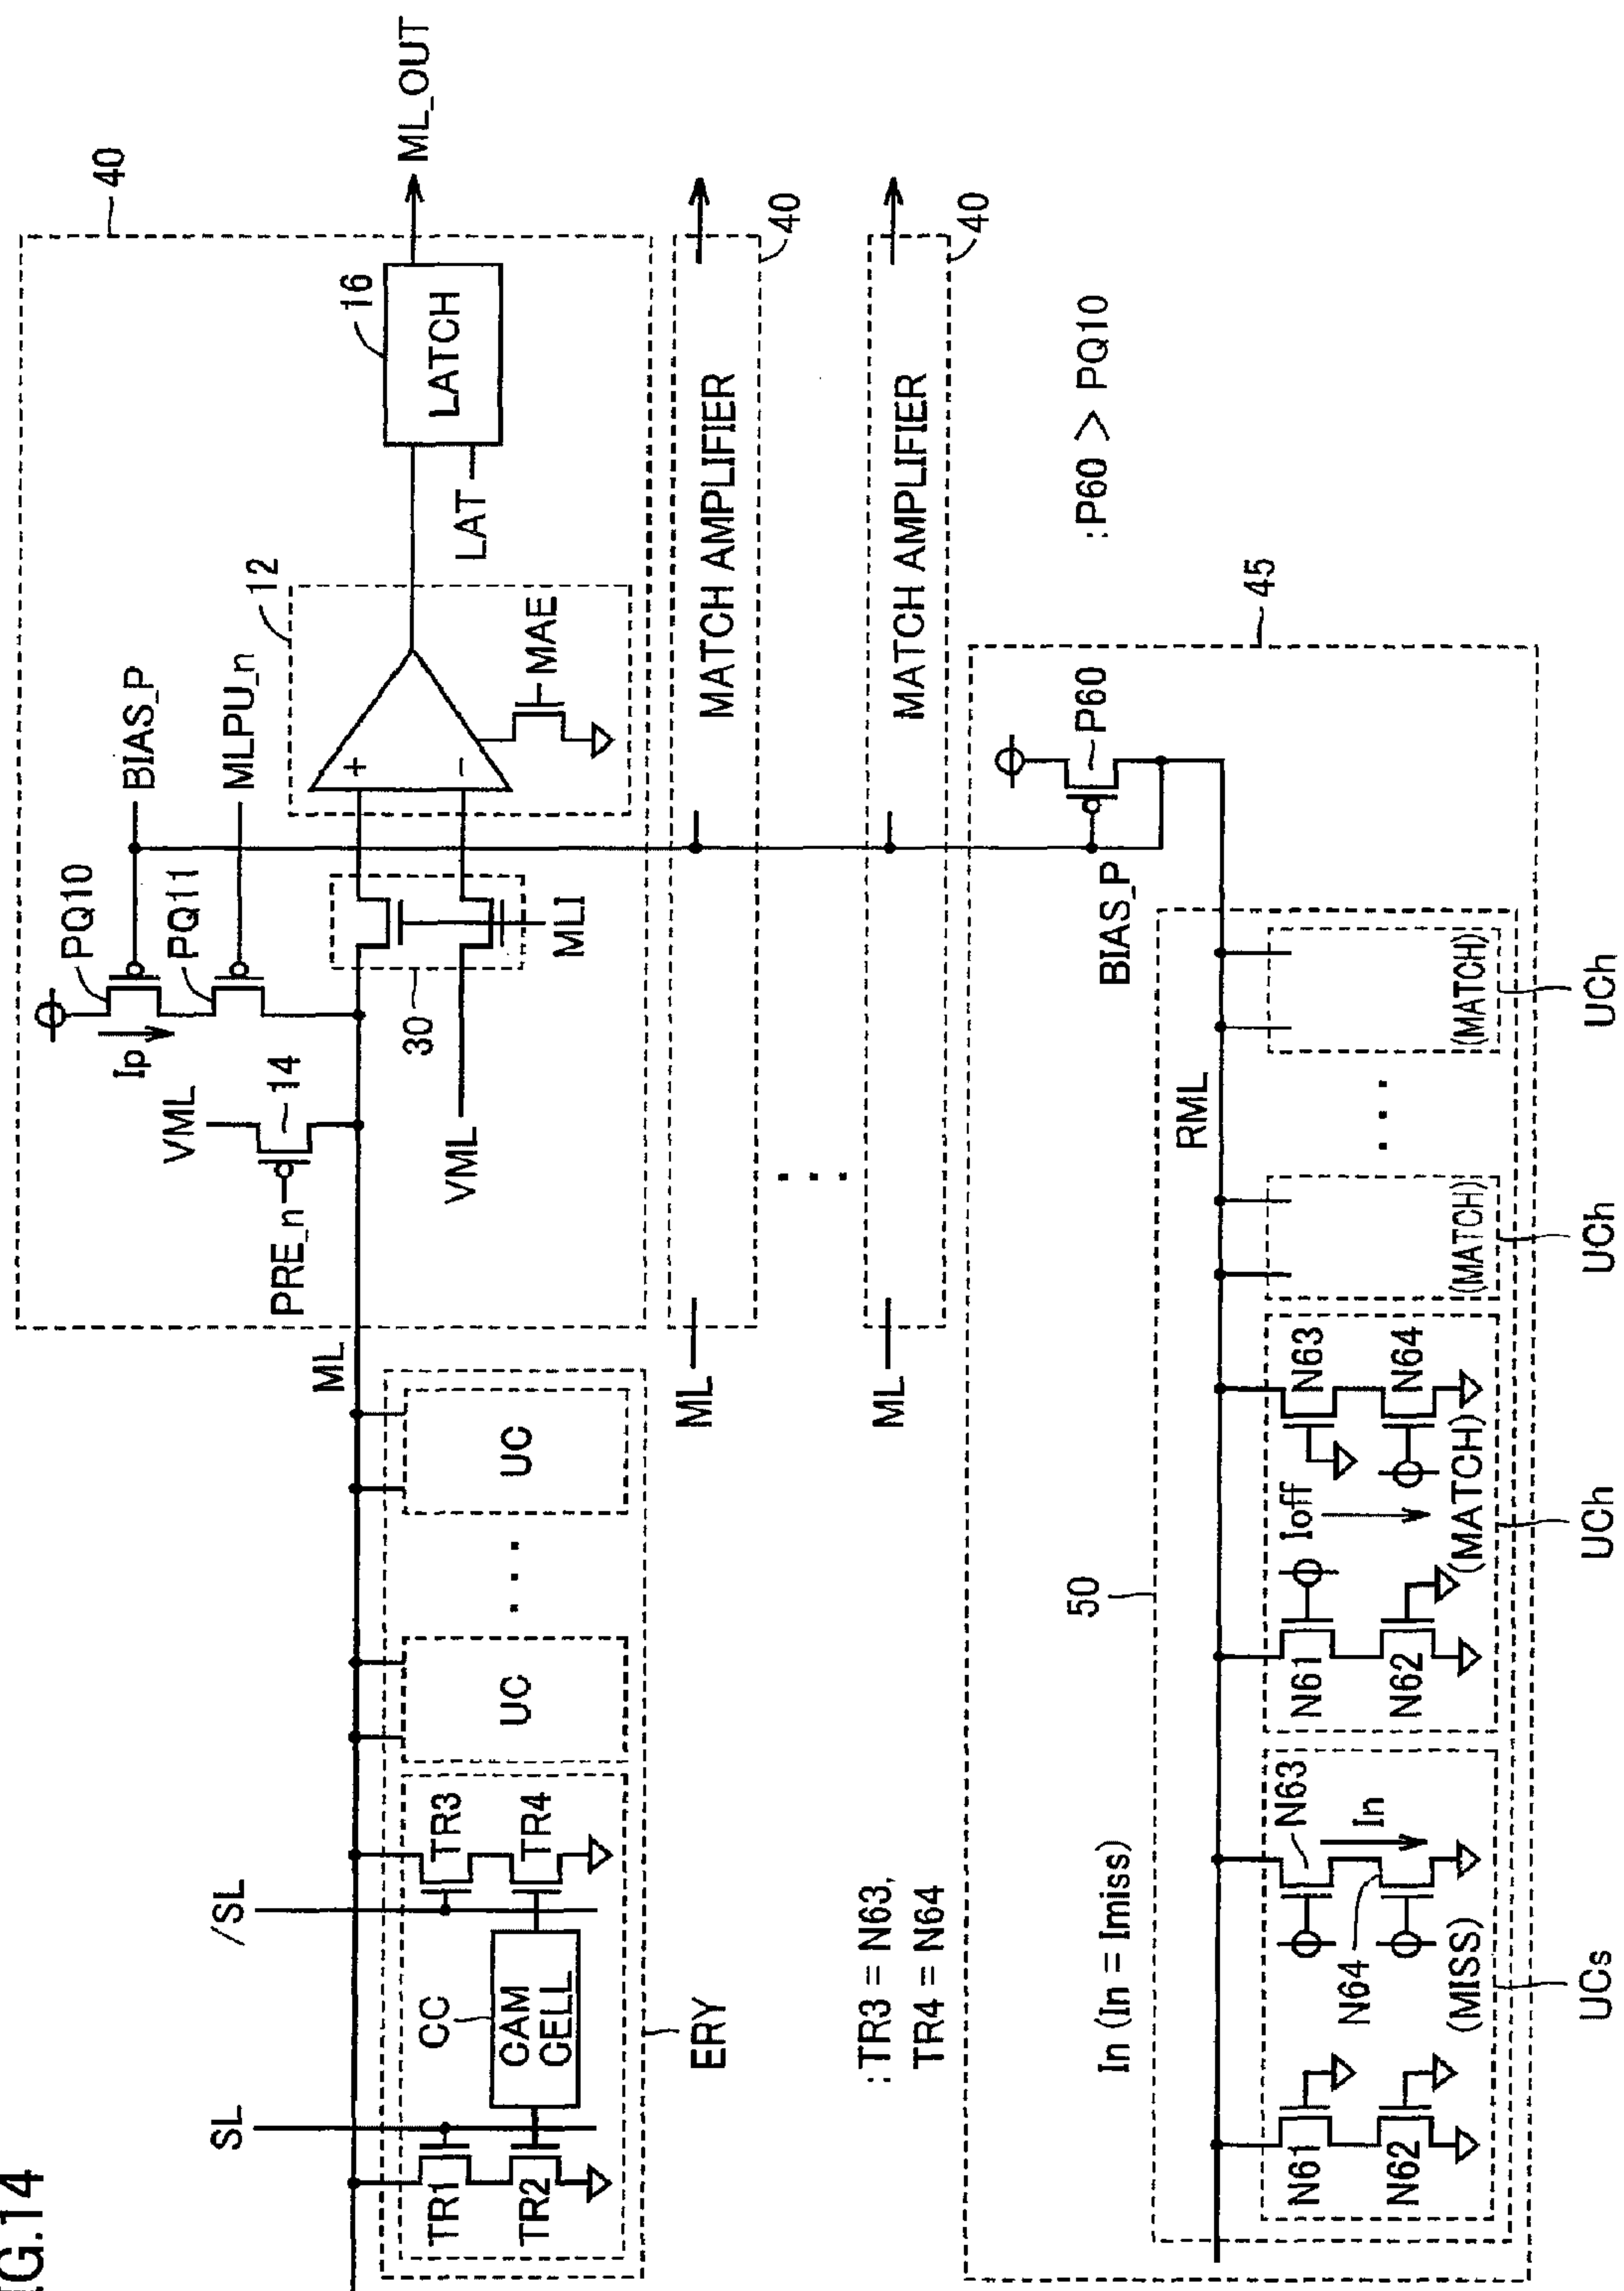 FIG.14
SL
/SL
ML
TR1
TR2
CC
CAM
CELL
TR3
TR4
UC
UC
ERY
PRE_n
VML
14
Ip
PQ10
PQ11
BIAS_P
MLPU_n
30
VML
MLI
12
+
−
MAE
LAT
16
LATCH
40
ML_OUT
ML
MATCH AMPLIFIER
40
ML
MATCH AMPLIFIER
40
: TR3 = N63,
TR4 = N64
: P60 > PQ10
45
P60
BIAS_P
50
RML
In (In = Imiss)
N61
N62
N63
N64
In
(MISS)
UCs
N61
N62
Ioff
N63
N64
(MATCH)
UCh
(MATCH)
UCh
(MATCH)
UCh